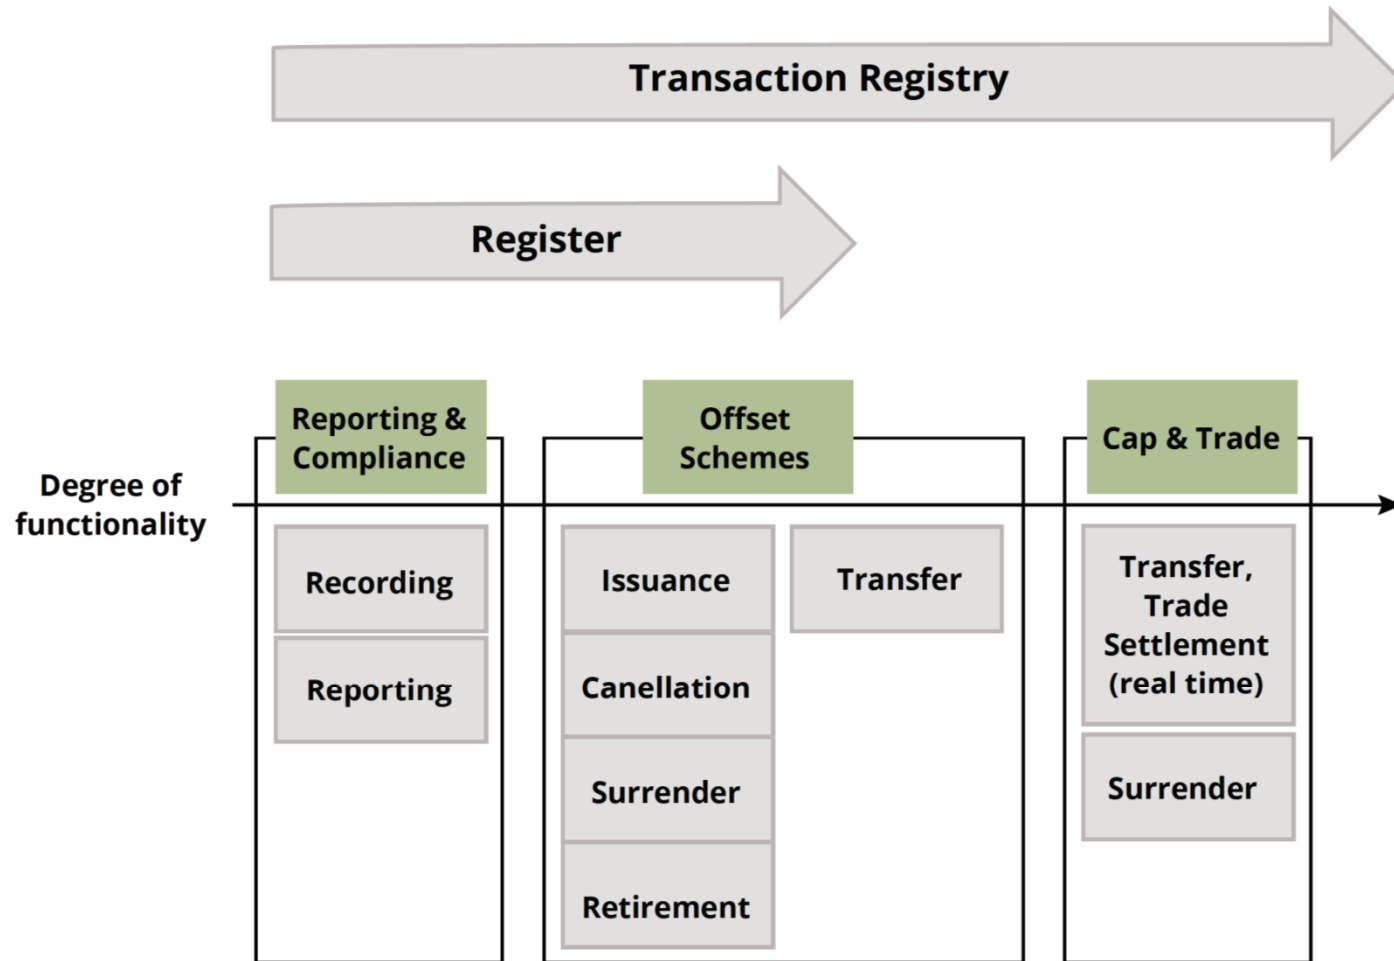 Transaction Registry
Register
Reporting &
Compliance
Offset
Schemes
Cap & Trade
Degree of
functionality
Recording
Reporting
Issuance
Canellation
Surrender
Retirement
Transfer
Transfer,
Trade
Settlement
(real time)
Surrender